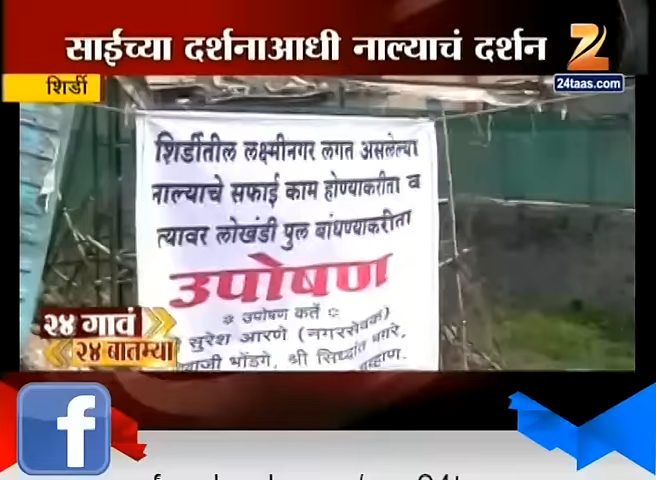 साईच्या दर्शनाआधी नाल्याचं दर्शन
24taas.com
शिर्डी
शिर्डीतील लक्ष्मीनगर लगत असलेल्या
नाल्याचे सफाई काम होण्याकरीता व
त्यावर लोखंडी पुल बांधण्याकरीता
उपोषण
उपोषण कर्ते
सुरेश आरणे (नगरसेवक)
भोंडगे, श्री सिध्दांत
२४ गावं
२४ बातम्या